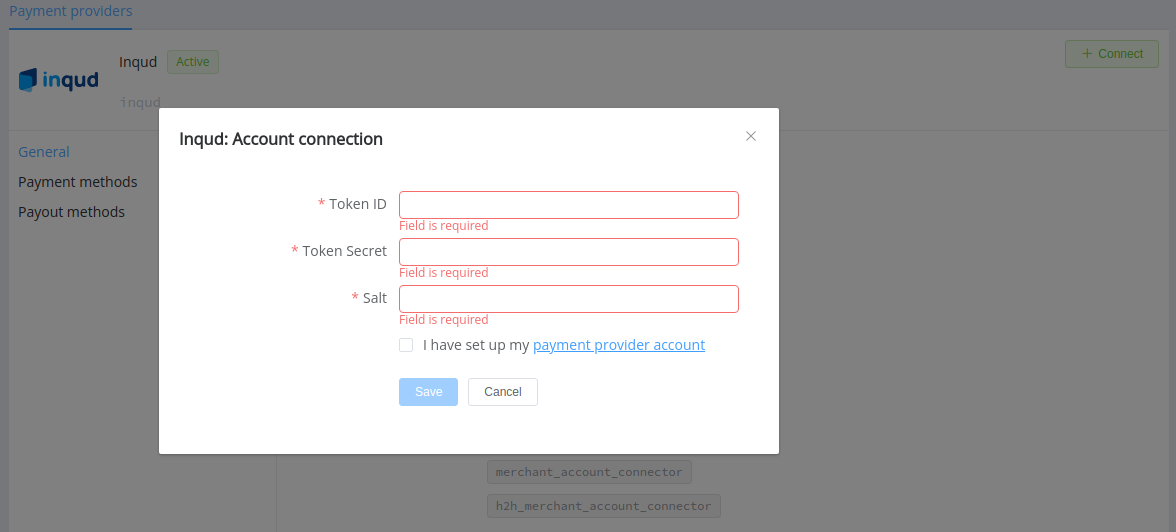 Payment providers
inqud
Inqud
Active
+ Connect
inqud
General
Payment methods
Payout methods
Inqud: Account connection
* Token ID
Field is required
* Token Secret
Field is required
* Salt
Field is required
I have set up my payment provider account
Save
Cancel
merchant_account_connector
h2h_merchant_account_connector